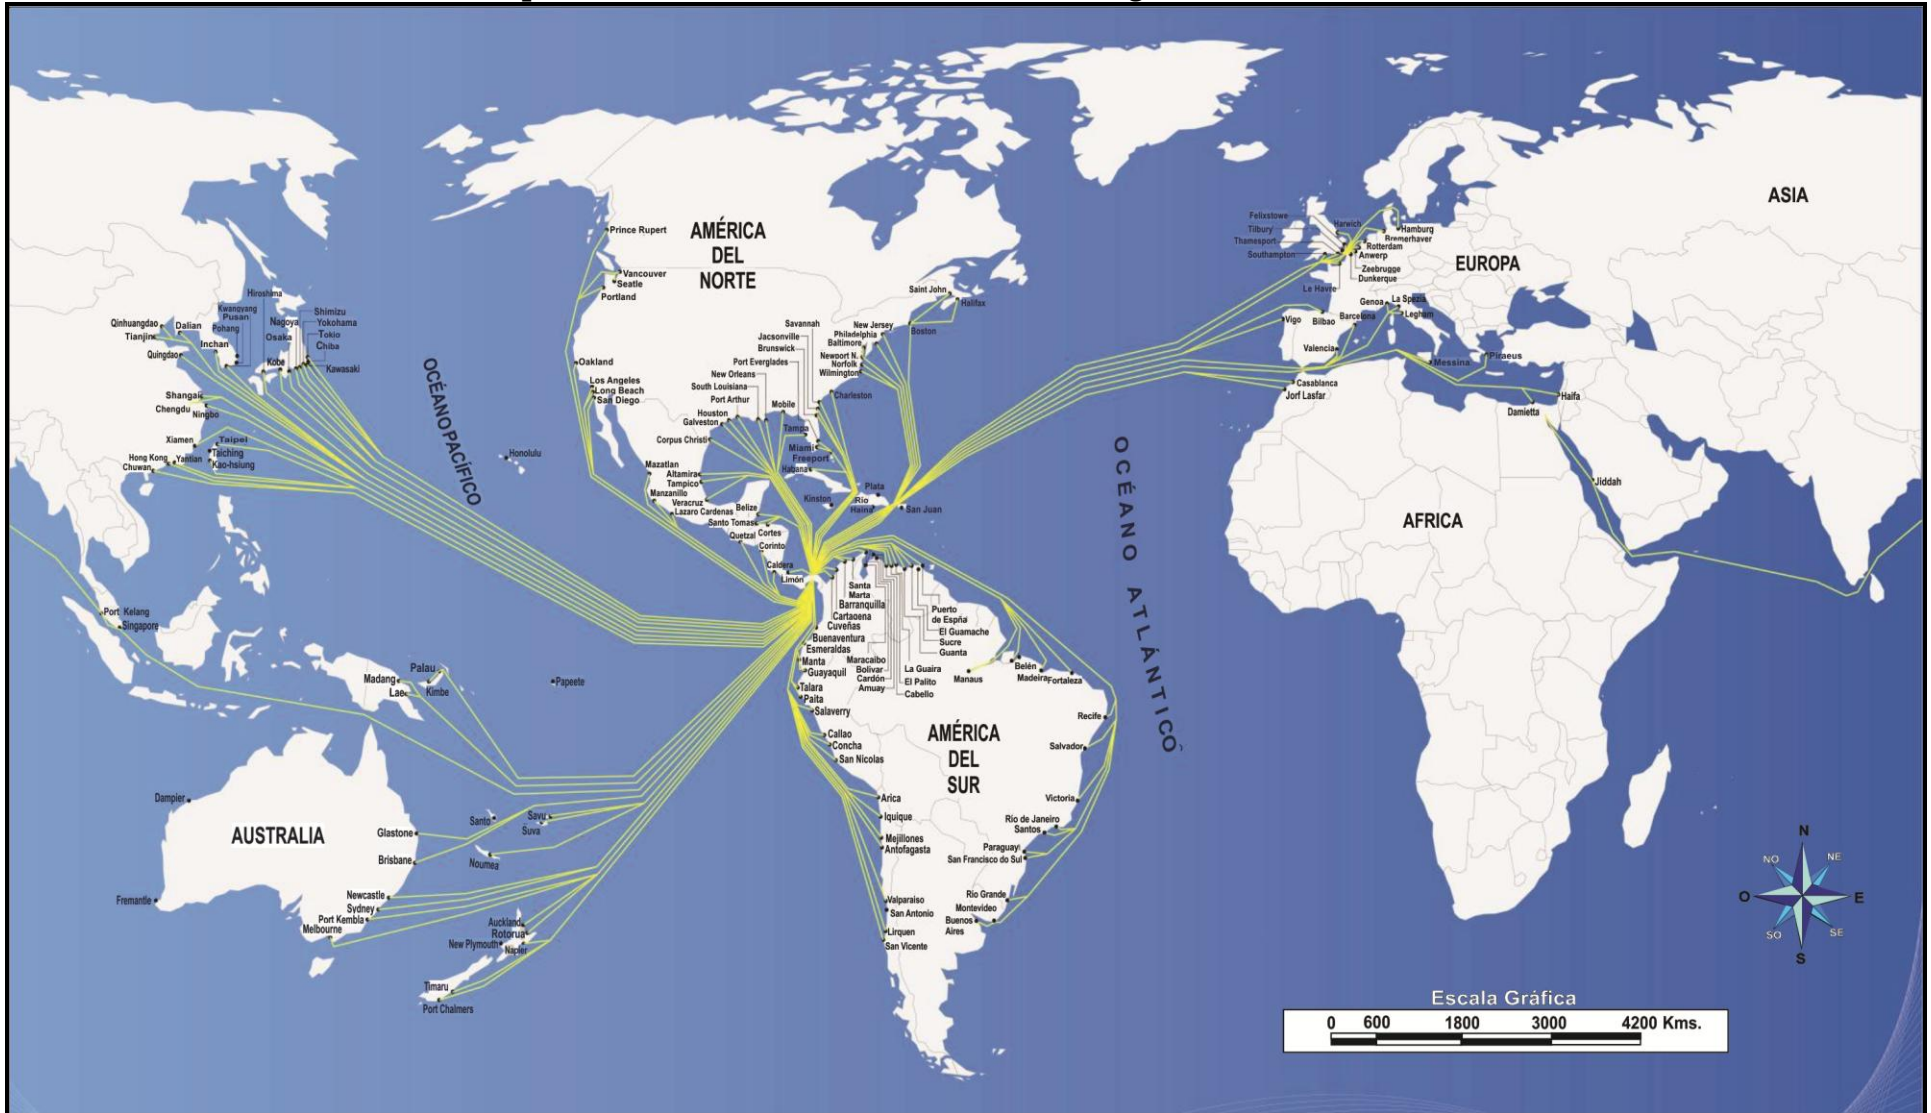 AMÉRICA
DEL
NORTE
ASIA
EUROPA
AFRICA
AMÉRICA
DEL
SUR
AUSTRALIA
OCÉANO PACÍFICO
OCÉANO ATLÁNTICO
Prince Rupert
Vancouver
Seatle
Portland
Oakland
Los Angeles
Long Beach
San Diego
Honolulu
Papeete
Hiroshima
Kwangyang
Pusan
Pohang
Inchan
Nagoya
Osaka
Kobe
Shimizu
Yokohama
Tokio
Chiba
Kawasaki
Qinhuangdao
Dalian
Tianjin
Quingdao
Shangai
Chengdu
Ningbo
Xiamen
Taipei
Taiching
Kao-hsiung
Hong Kong
Yantian
Chuwan
Port Kelang
Singapore
Palau
Madang
Lae
Kimbe
Dampier
Fremantle
Glastone
Brisbane
Newcastle
Sydney
Port Kembla
Melbourne
Santo
Savu
Suva
Noumea
Auckland
Rotorua
New Plymouth
Napier
Timaru
Port Chalmers
Saint John
Halifax
Boston
New Jersey
Philadelphia
Baltimore
Newport N.
Norfolk
Wilmington
Savannah
Jacsonville
Brunswick
Port Everglades
New Orleans
South Louisiana
Port Arthur
Houston
Galveston
Mobile
Tampa
Charleston
Corpus Christi
Miami
Freeport
Habana
Mazatlan
Altamira
Tampico
Manzanillo
Veracruz
Lazaro Cardenas
Belize
Santo Tomas
Cortes
Quetzal
Corinto
Caldera
Limón
Kinston
Plata
Rio
Haina
San Juan
Santa
Marta
Barranquilla
Cartaoena
Cuveñas
Buenaventura
Esmeraldas
Manta
Guayaquil
Talara
Paita
Salaverry
Callao
Concha
San Nicolas
Maracaibo
Bolivar
Cardón
Amuay
La Guaira
El Palito
Cabello
Puerto
de Espña
El Guamache
Sucre
Guanta
Manaus
Belén
Madeira
Fortaleza
Recife
Salvador
Victoria
Río de Janeiro
Santos
Paraguay
San Francisco do Sul
Rio Grande
Montevideo
Buenos
Aires
Arica
Iquique
Mejillones
Antofagasta
Valparaiso
San Antonio
Lirquen
San Vicente
Felixstowe
Tilbury
Thamesport
Southampton
Harwich
Hamburg
Bremerhaver
Rotterdam
Anwerp
Zeebrugge
Dunkerque
Le Havre
Vigo
Bilbao
Barcelona
Valencia
Genoa
La Spezia
Legham
Messina
Piraeus
Casablanca
Jorf Lasfar
Damietta
Haifa
Jiddah
N
NO
NE
O
E
SO
SE
S
Escala Gráfica
0 600 1800 3000 4200 Kms.